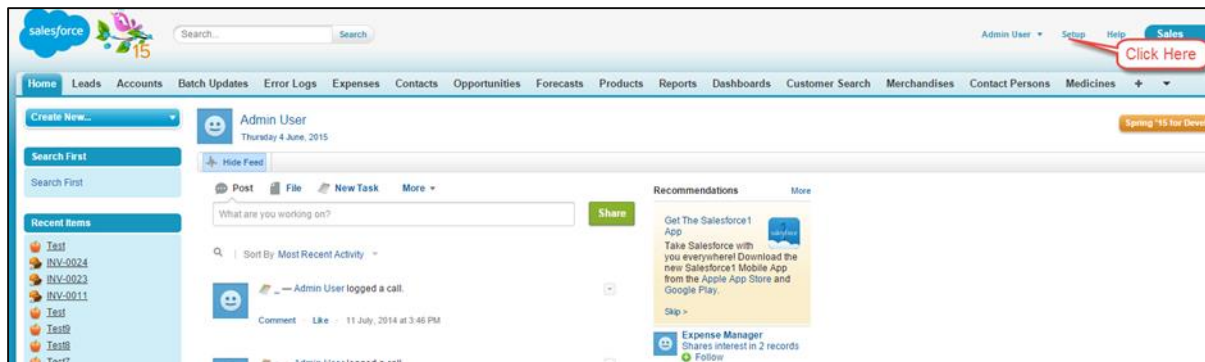 salesforce
15
Search...
Search
Admin User
Setup
Help
Sales
Click Here
Home Leads Accounts Batch Updates Error Logs Expenses Contacts Opportunities Forecasts Products Reports Dashboards Customer Search Merchandises Contact Persons Medicines +
Create New...
Search First
Search First
Recent Items
Test
INV-0024
INV-0023
INV-0011
Test
Test9
Test8
Test7
Admin User
Thursday 4 June, 2015
Spring '15 for Deve
Hide Feed
Post File New Task More
What are you working on?
Share
Sort By Most Recent Activity
_ — Admin User logged a call.
Comment · Like · 11 July, 2014 at 3:46 PM
Admin User logged a call.
Recommendations More
Get The Salesforce1
App
salesforce
Take Salesforce with
you everywhere! Download the
new Salesforce1 Mobile App
from the Apple App Store and
Google Play.
Skip >
Expense Manager
Shares interest in 2 records
Follow